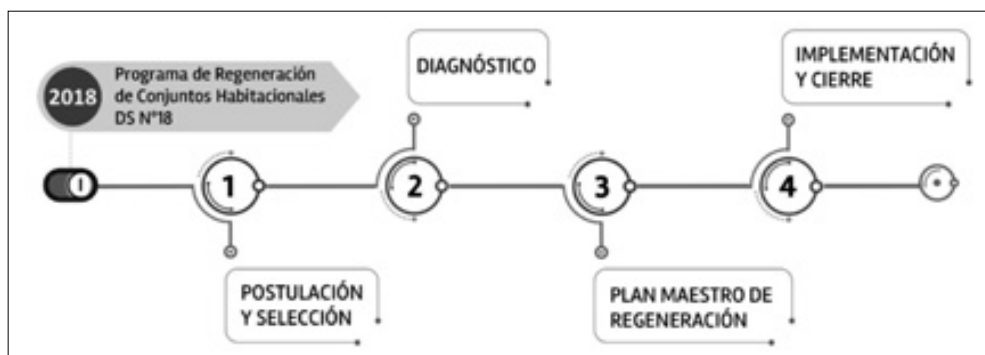 2018
Programa de Regeneración
de Conjuntos Habitacionales
DS N°18
1
POSTULACIÓN
Y SELECCIÓN
2
DIAGNÓSTICO
3
PLAN MAESTRO DE
REGENERACIÓN
4
IMPLEMENTACIÓN
Y CIERRE